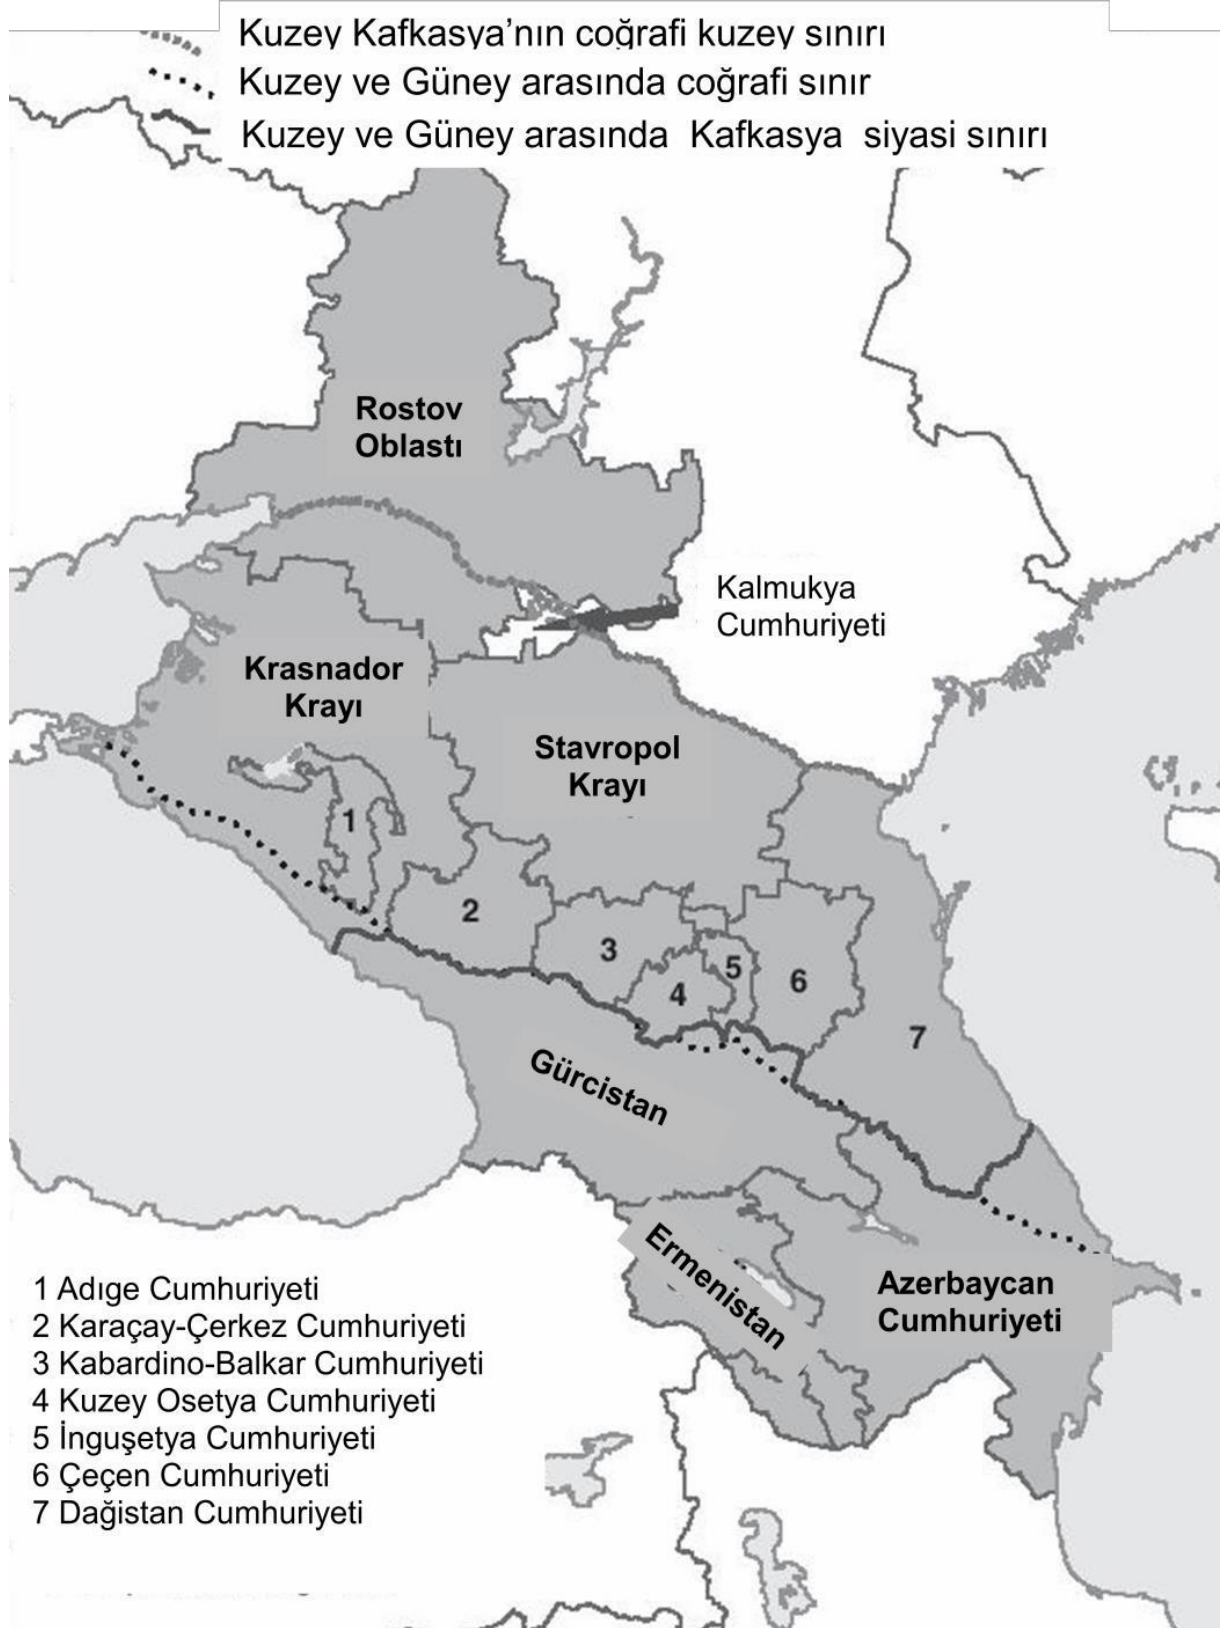 Kuzey Kafkasya’nın coğrafi kuzey sınırı
Kuzey ve Güney arasında coğrafi sınır
Kuzey ve Güney arasında Kafkasya siyasi sınırı
Rostov
Oblastı
Kalmukya
Cumhuriyeti
Krasnador
Krayı
Stavropol
Krayı
1
2
3
4
5
6
7
Gürcistan
Ermenistan
Azerbaycan
Cumhuriyeti
1 Adıge Cumhuriyeti
2 Karaçay-Çerkez Cumhuriyeti
3 Kabardino-Balkar Cumhuriyeti
4 Kuzey Osetya Cumhuriyeti
5 İnguşetya Cumhuriyeti
6 Çeçen Cumhuriyeti
7 Dağistan Cumhuriyeti